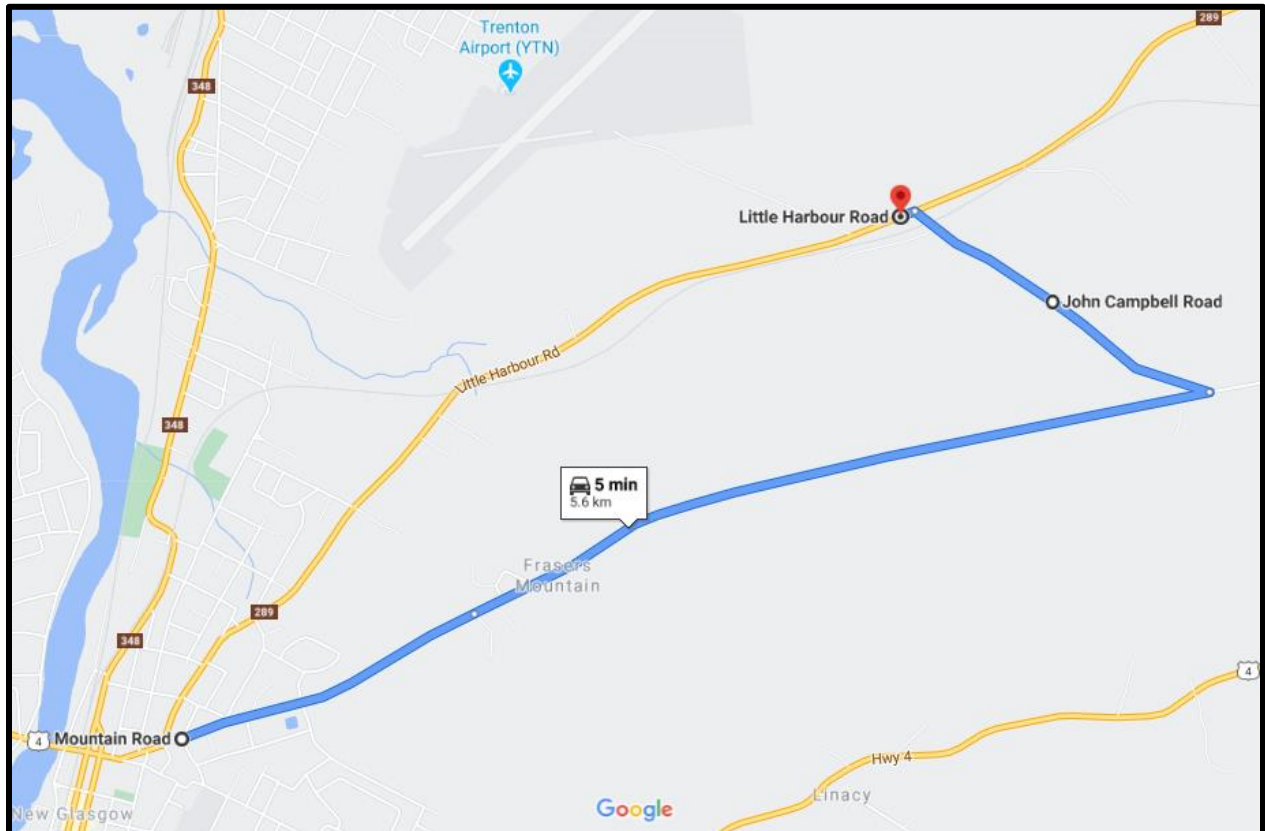 289
Trenton
Airport (YTN)
348
Little Harbour Road
John Campbell Road
Little Harbour Rd
348
5 min
5.6 km
Frasers
Mountain
289
348
4
4
Mountain Road
Hwy 4
Linacy
New Glasgow
Google